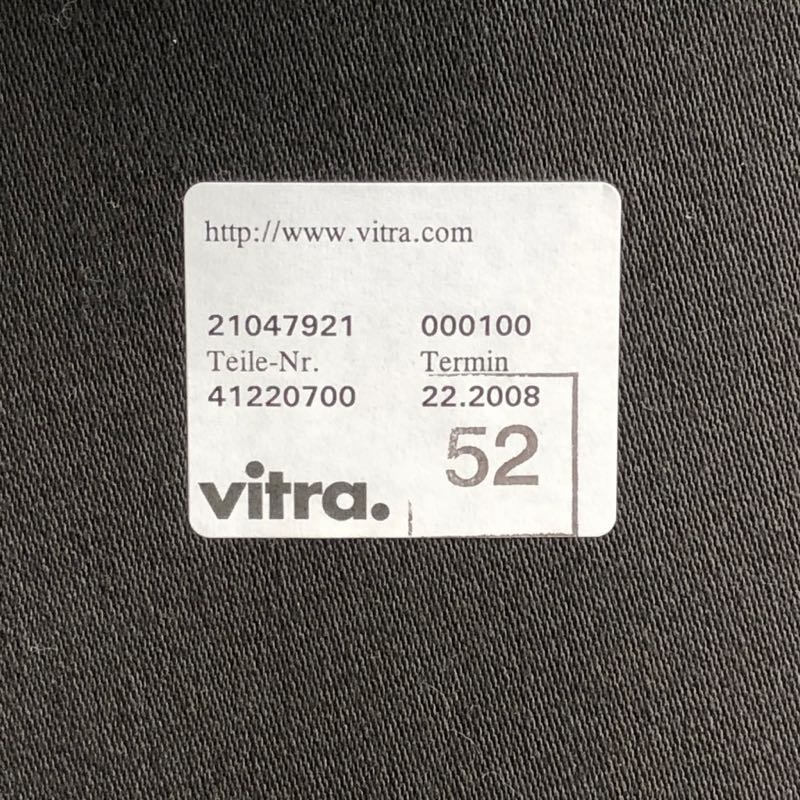 http://www.vitra.com
21047921 000100
Teile-Nr. Termin
41220700 22.2008
52
vitra.